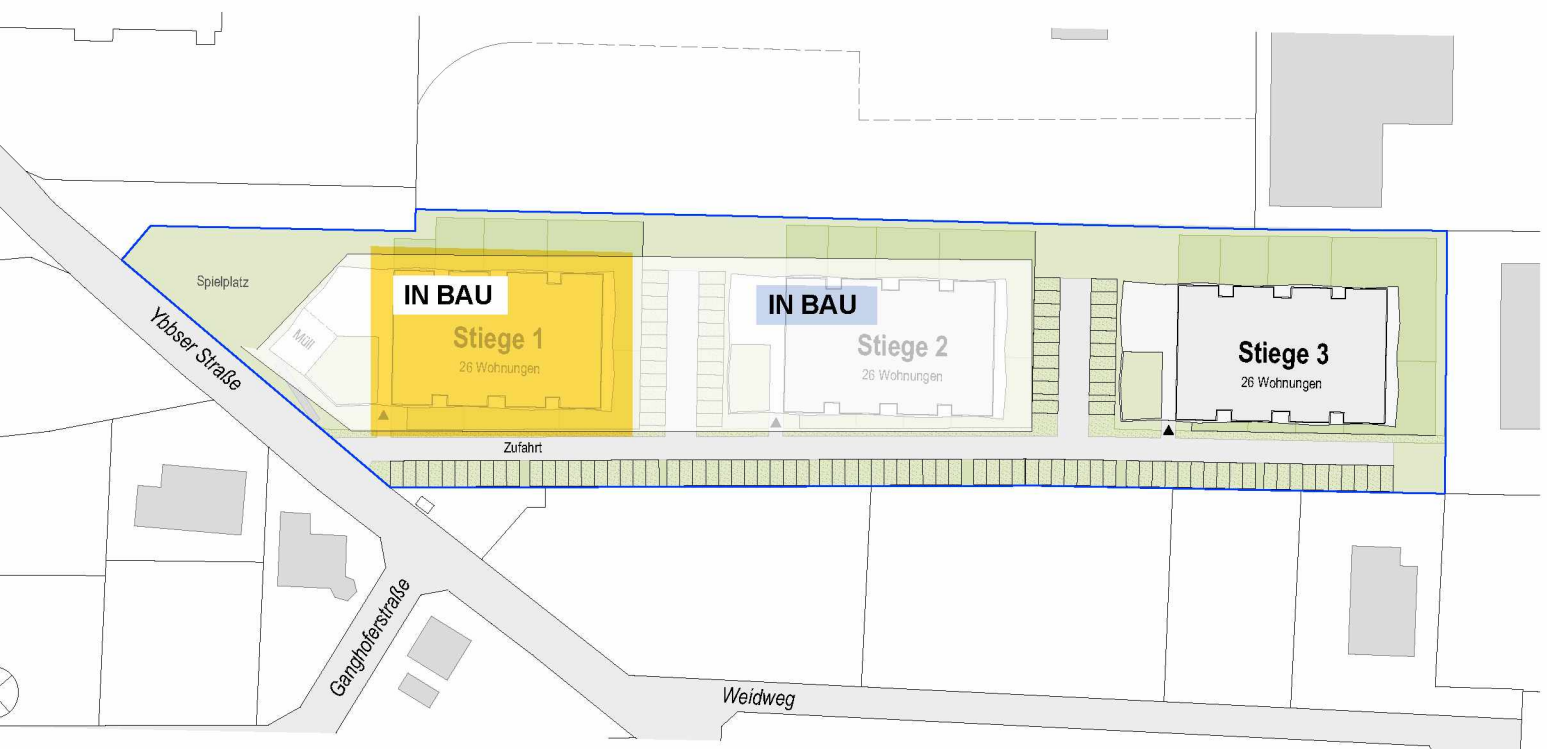 Spielplatz
IN BAU
IN BAU
Müll
Stiege 1
26 Wohnungen
Stiege 2
26 Wohnungen
Stiege 3
26 Wohnungen
Ybbser Straße
Zufahrt
Ganghoferstraße
Weidweg